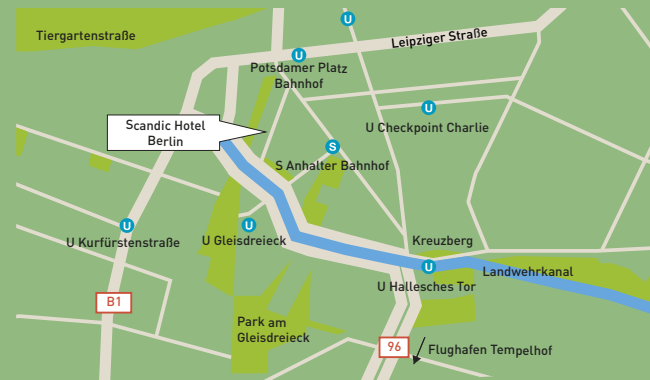 Tiergartenstraße
U
U
Leipziger Straße
Potsdamer Platz
Bahnhof
Scandic Hotel
Berlin
U
U Checkpoint Charlie
S
S Anhalter Bahnhof
U
U Kurfürstenstraße
U
U Gleisdreieck
Kreuzberg
U
U Hallesches Tor
Landwehrkanal
B1
Park am
Gleisdreieck
96
Flughafen Tempelhof